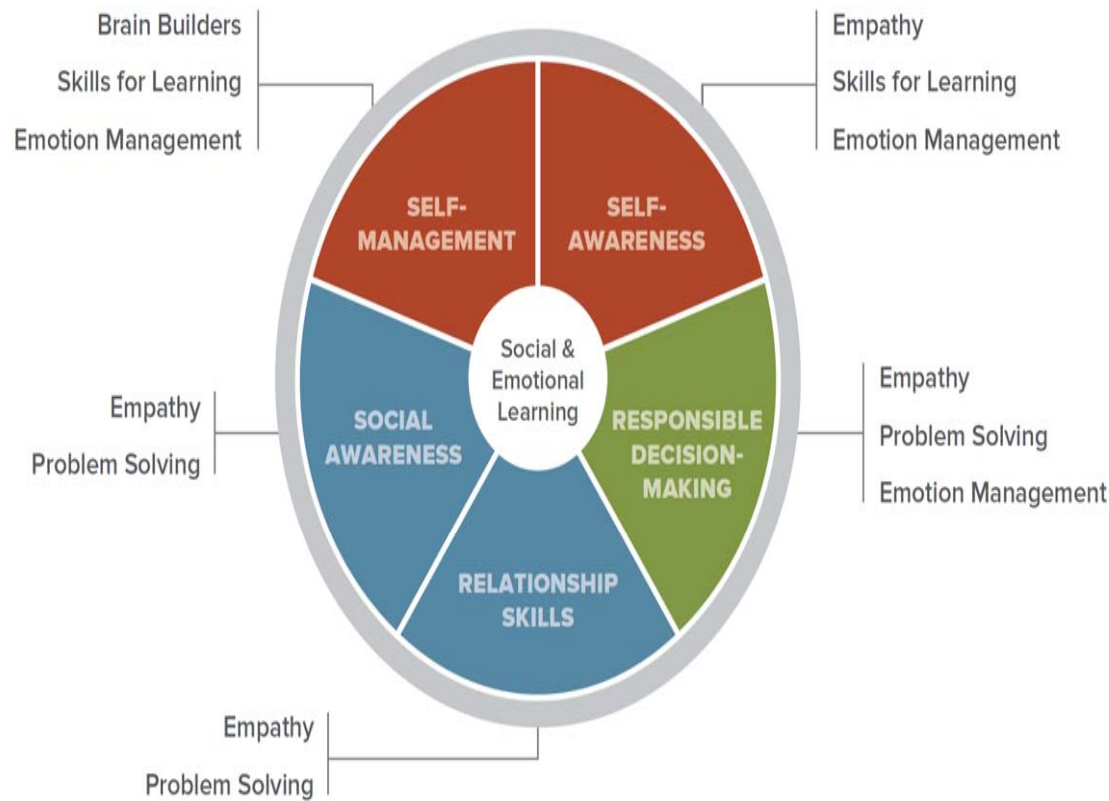 Brain Builders
Skills for Learning
Emotion Management
Empathy
Skills for Learning
Emotion Management
SELF-
MANAGEMENT
SELF-
AWARENESS
Social &
Emotional
Learning
Empathy
Problem Solving
SOCIAL
AWARENESS
RESPONSIBLE
DECISION-
MAKING
Empathy
Problem Solving
Emotion Management
RELATIONSHIP
SKILLS
Empathy
Problem Solving